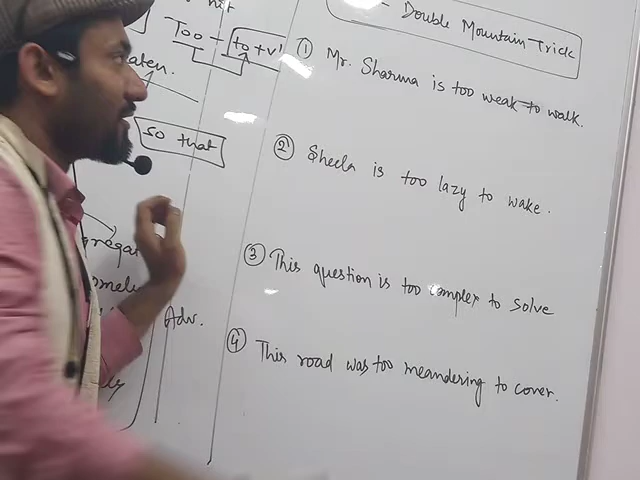 Too - to + v¹
so that
Adv.
- Double Mountain Trick
① Mr. Sharma is too weak to walk.
② Sheela is too lazy to wake.
③ This question is too complex to solve
④ This road was too meandering to cover.